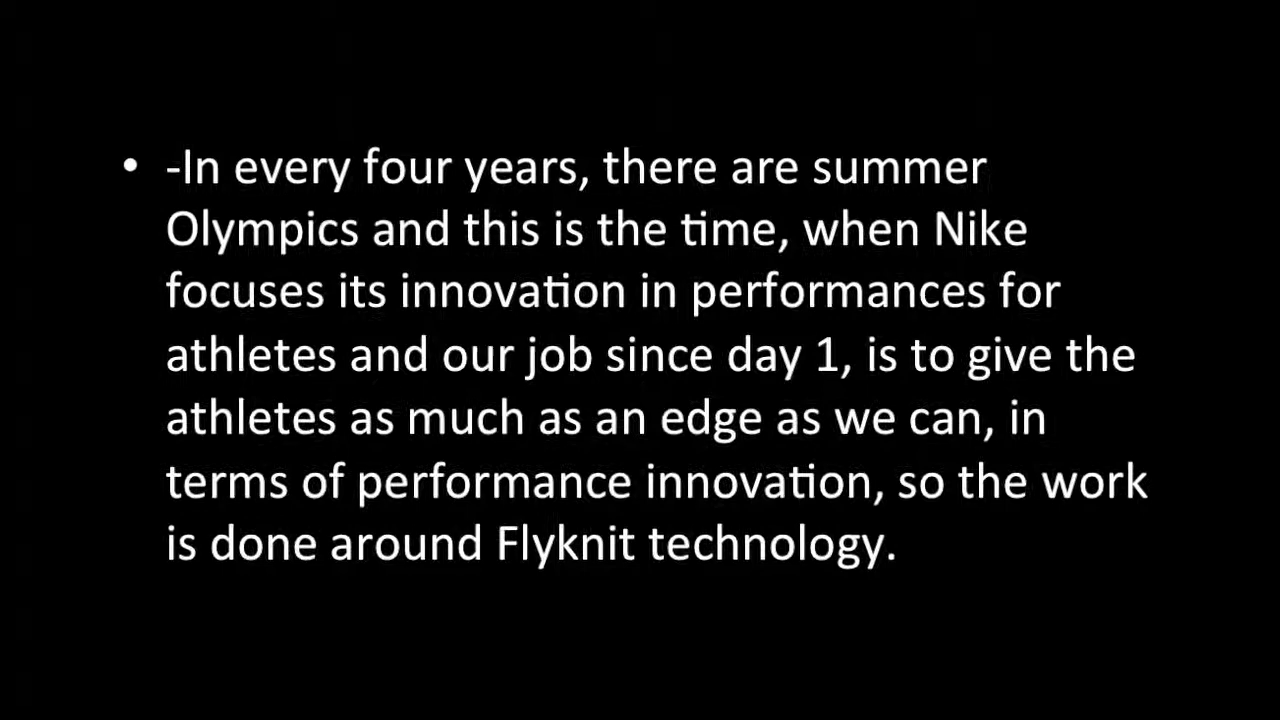 • -In every four years, there are summer
Olympics and this is the time, when Nike
focuses its innovation in performances for
athletes and our job since day 1, is to give the
athletes as much as an edge as we can, in
terms of performance innovation, so the work
is done around Flyknit technology.